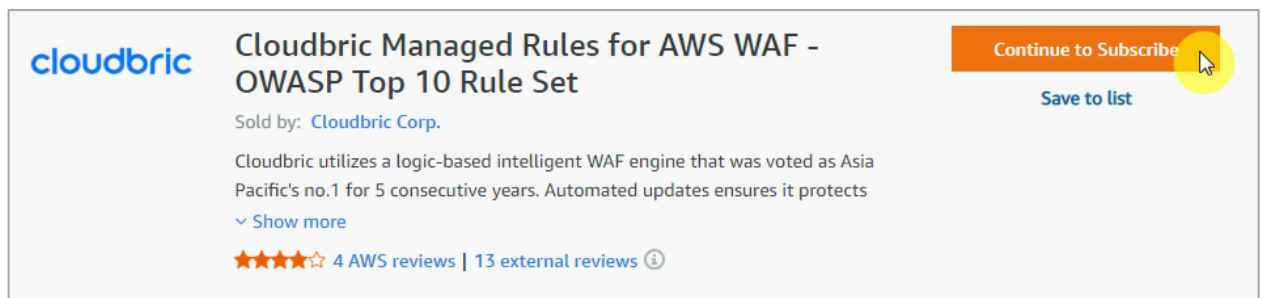 cloudbric
Cloudbric Managed Rules for AWS WAF -
OWASP Top 10 Rule Set
Sold by: Cloudbric Corp.
Cloudbric utilizes a logic-based intelligent WAF engine that was voted as Asia
Pacific's no.1 for 5 consecutive years. Automated updates ensures it protects
Show more
4 AWS reviews | 13 external reviews
Continue to Subscribe
Save to list